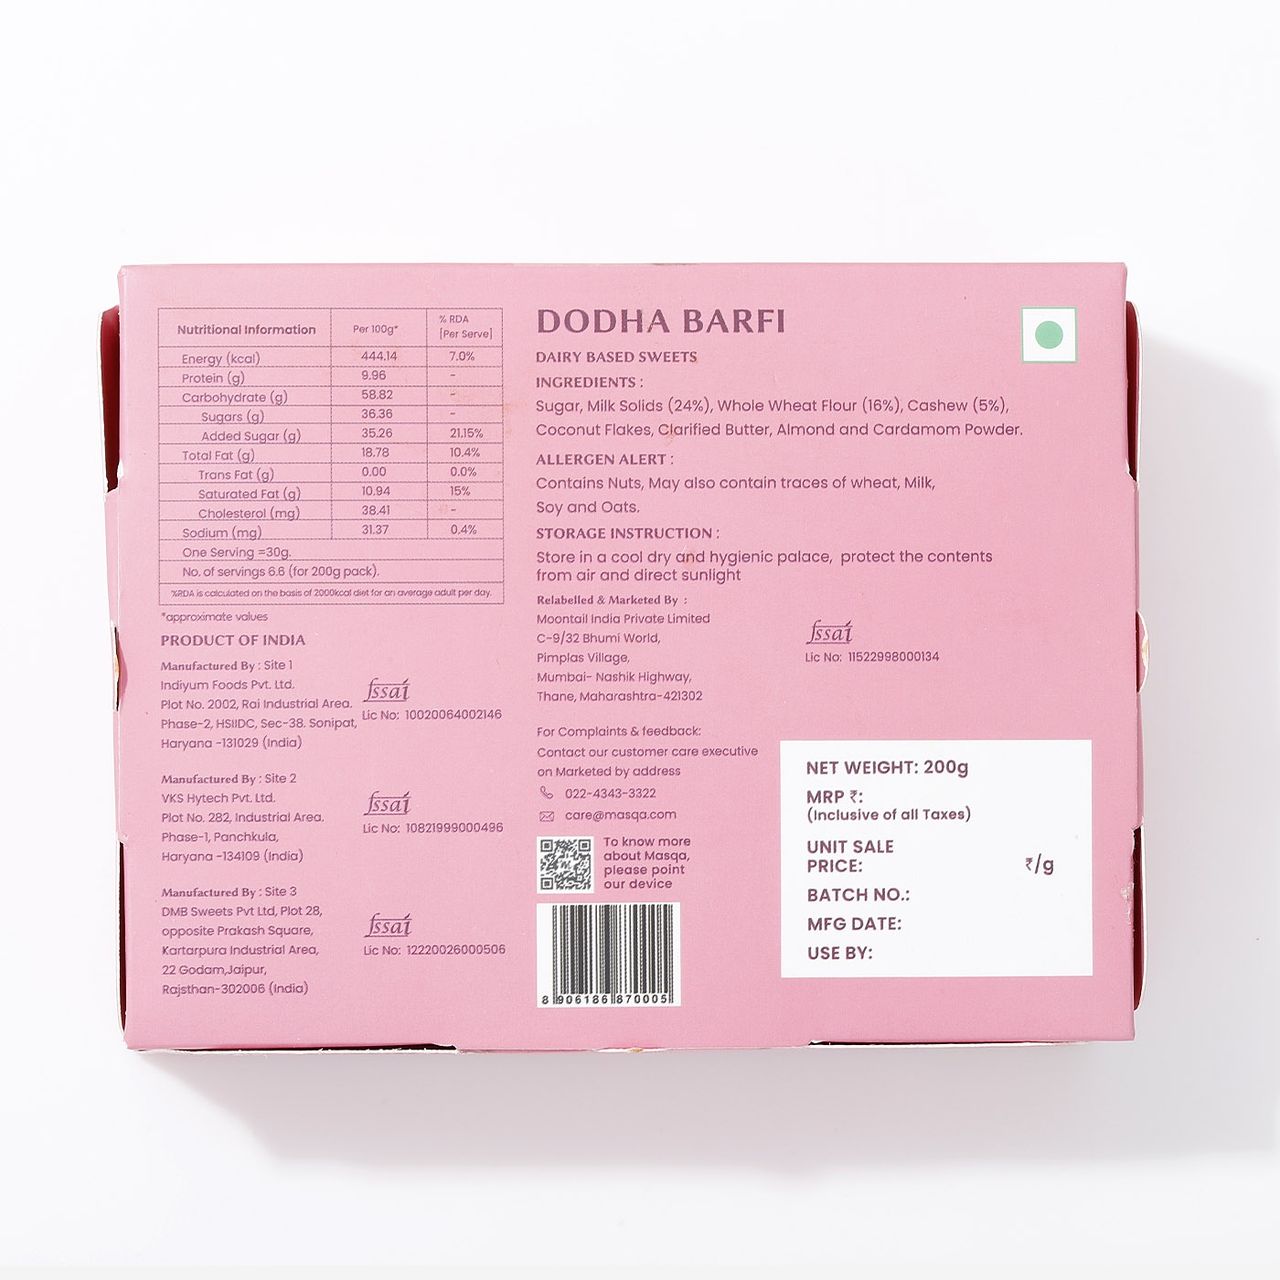 Nutritional Information Per 100g* % RDA [Per Serve]
Energy (kcal) 444.14 7.0%
Protein (g) 9.96 -
Carbohydrate (g) 58.82 -
Sugars (g) 36.36 -
Added Sugar (g) 35.26 21.15%
Total Fat (g) 18.78 10.4%
Trans Fat (g) 0.00 0.0%
Saturated Fat (g) 10.94 15%
Cholesterol (mg) 38.41 -
Sodium (mg) 31.37 0.4%
One Serving =30g.
No. of servings 6.6 (for 200g pack).
%RDA is calculated on the basis of 2000kcal diet for an average adult per day.
*approximate values
PRODUCT OF INDIA
Manufactured By : Site 1
Indiyum Foods Pvt. Ltd.
Plot No. 2002, Rai Industrial Area.
Phase-2, HSIIDC, Sec-38. Sonipat,
Haryana -131029 (India)
fssai
Lic No: 10020064002146
Manufactured By : Site 2
VKS Hytech Pvt. Ltd.
Plot No. 282, Industrial Area.
Phase-1, Panchkula,
Haryana -134109 (India)
fssai
Lic No: 10821999000496
Manufactured By : Site 3
DMB Sweets Pvt Ltd, Plot 28,
opposite Prakash Square,
Kartarpura Industrial Area,
22 Godam,Jaipur,
Rajsthan-302006 (India)
fssai
Lic No: 12220026000506
DODHA BARFI
DAIRY BASED SWEETS
INGREDIENTS :
Sugar, Milk Solids (24%), Whole Wheat Flour (16%), Cashew (5%),
Coconut Flakes, Clarified Butter, Almond and Cardamom Powder.
ALLERGEN ALERT :
Contains Nuts, May also contain traces of wheat, Milk,
Soy and Oats.
STORAGE INSTRUCTION :
Store in a cool dry and hygienic palace, protect the contents
from air and direct sunlight
Relabelled & Marketed By :
Moontail India Private Limited
C-9/32 Bhumi World,
Pimplas Village,
Mumbai- Nashik Highway,
Thane, Maharashtra-421302
fssai
Lic No: 11522998000134
For Complaints & feedback:
Contact our customer care executive
on Marketed by address
022-4343-3322
care@masqa.com
To know more
about Masqa,
please point
our device
8 906186 870005
NET WEIGHT: 200g
MRP ₹:
(Inclusive of all Taxes)
UNIT SALE
PRICE: ₹/g
BATCH NO.:
MFG DATE:
USE BY: